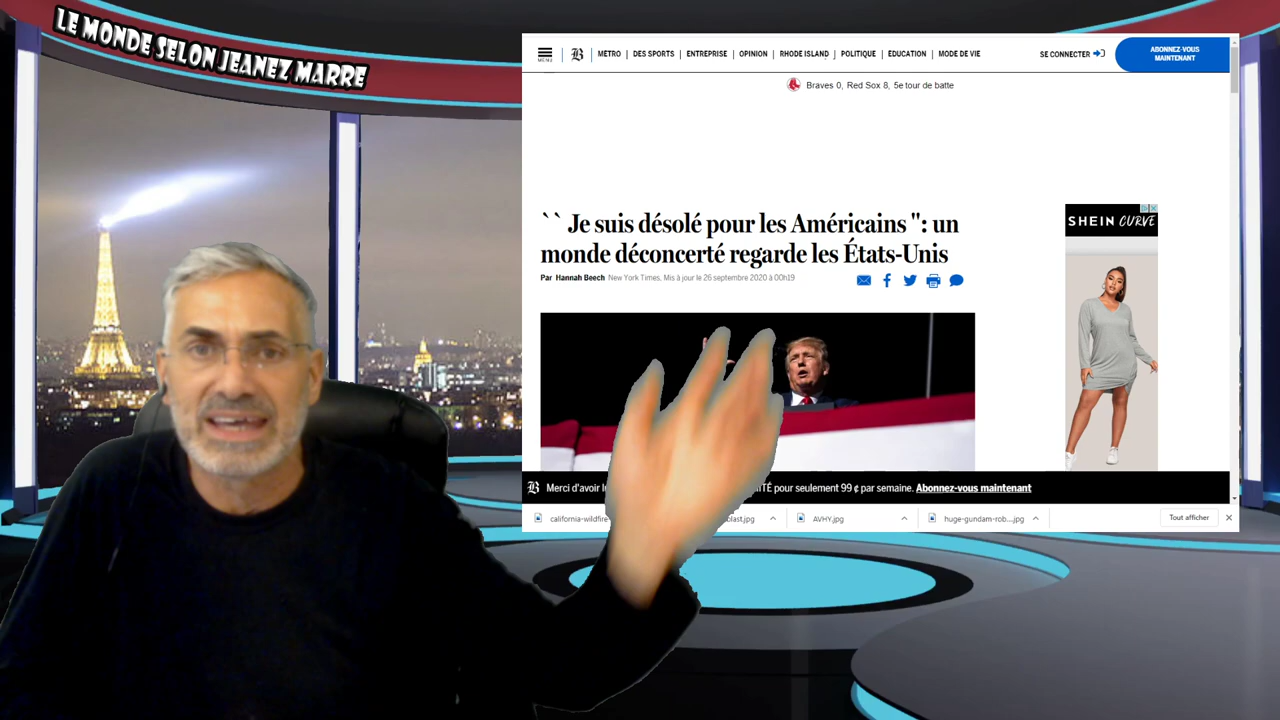 LE MONDE SELON JEANEZ MARRE
MENU
B
MÉTRO | DES SPORTS | ENTREPRISE | OPINION | RHODE ISLAND | POLITIQUE | ÉDUCATION | MODE DE VIE
SE CONNECTER
ABONNEZ-VOUS
MAINTENANT
Braves 0, Red Sox 8, 5e tour de batte
`` Je suis désolé pour les Américains '': un
monde déconcerté regarde les États-Unis
Par Hannah Beech New York Times, Mis à jour le 26 septembre 2020 à 00h19
SHEIN CURVE
B Merci d'avoir
pour seulement 99 ¢ par semaine. Abonnez-vous maintenant
california-wildfire-
blast.jpg
AVHY.jpg
huge-gundam-rob....jpg
Tout afficher